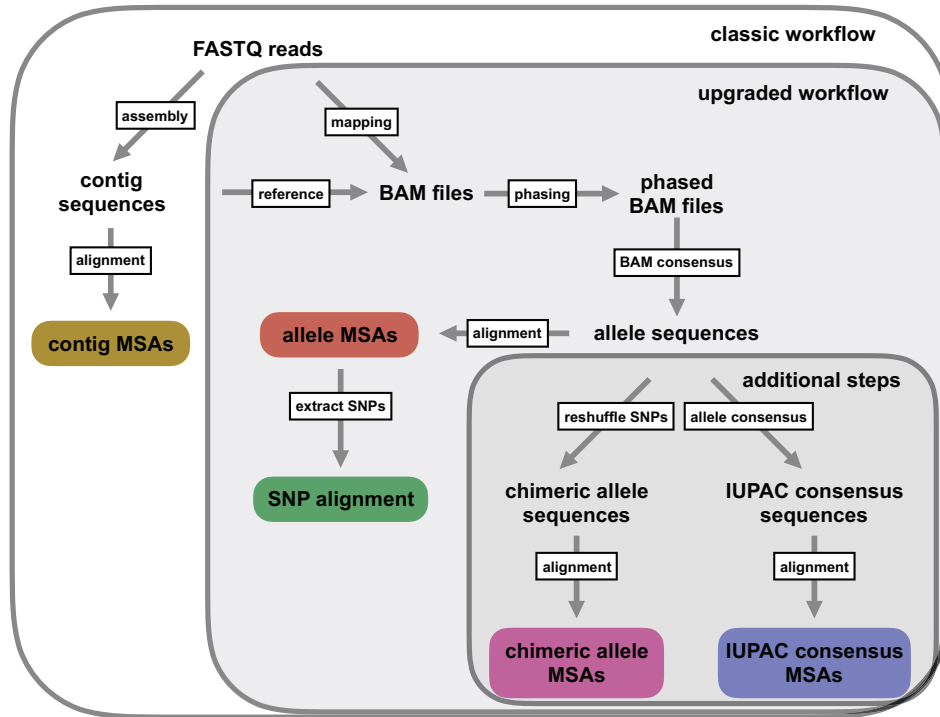 classic workflow
FASTQ reads
upgraded workflow
assembly
mapping
contig
sequences
reference
BAM files
phasing
phased
BAM files
alignment
BAM consensus
contig MSAs
allele MSAs
alignment
allele sequences
additional steps
extract SNPs
reshuffle SNPs
allele consensus
SNP alignment
chimeric allele
sequences
IUPAC consensus
sequences
alignment
alignment
chimeric allele
MSAs
IUPAC consensus
MSAs